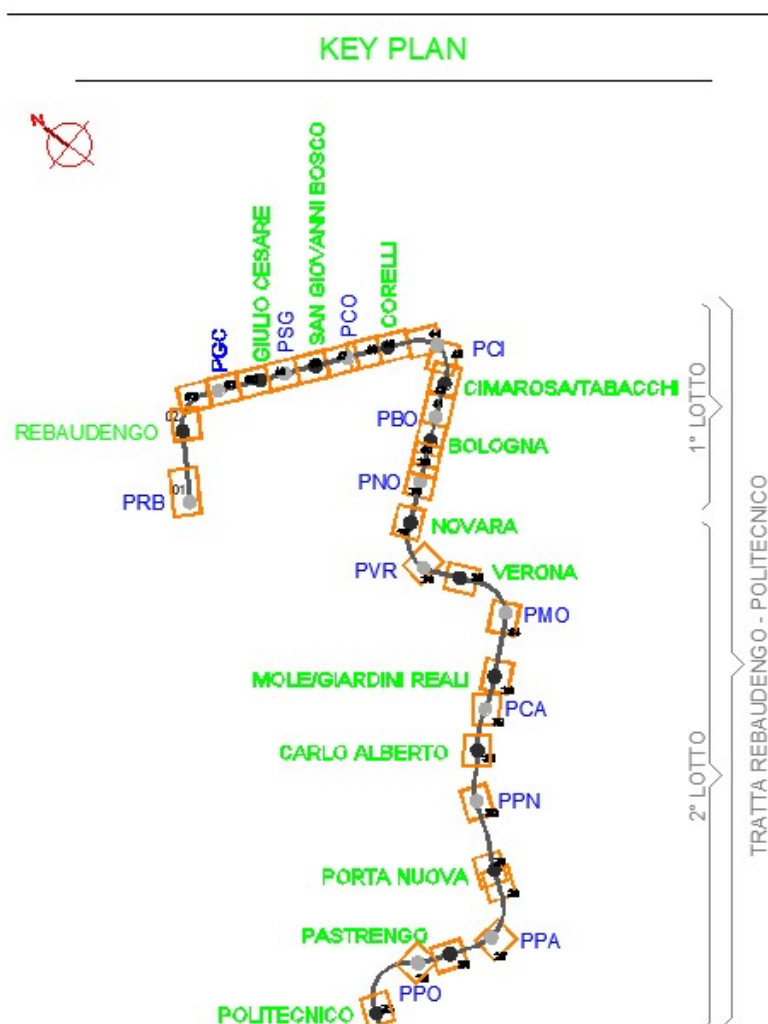 KEY PLAN
N
SAN GIOVANNI BOSCO
GIULIO CESARE
CORELLI
PCO
PSG
PGC
PCI
CIMAROSA/TABACCHI
1° LOTTO
02
PBO
REBAUDENGO
BOLOGNA
PNO
01
PRB
NOVARA
PVR
VERONA
PMO
TRATTA REBAUDENGO - POLITECNICO
MOLE/GIARDINI REALI
PCA
CARLO ALBERTO
2° LOTTO
PPN
PORTA NUOVA
PASTRENGO
PPA
PPO
POLITECNICO